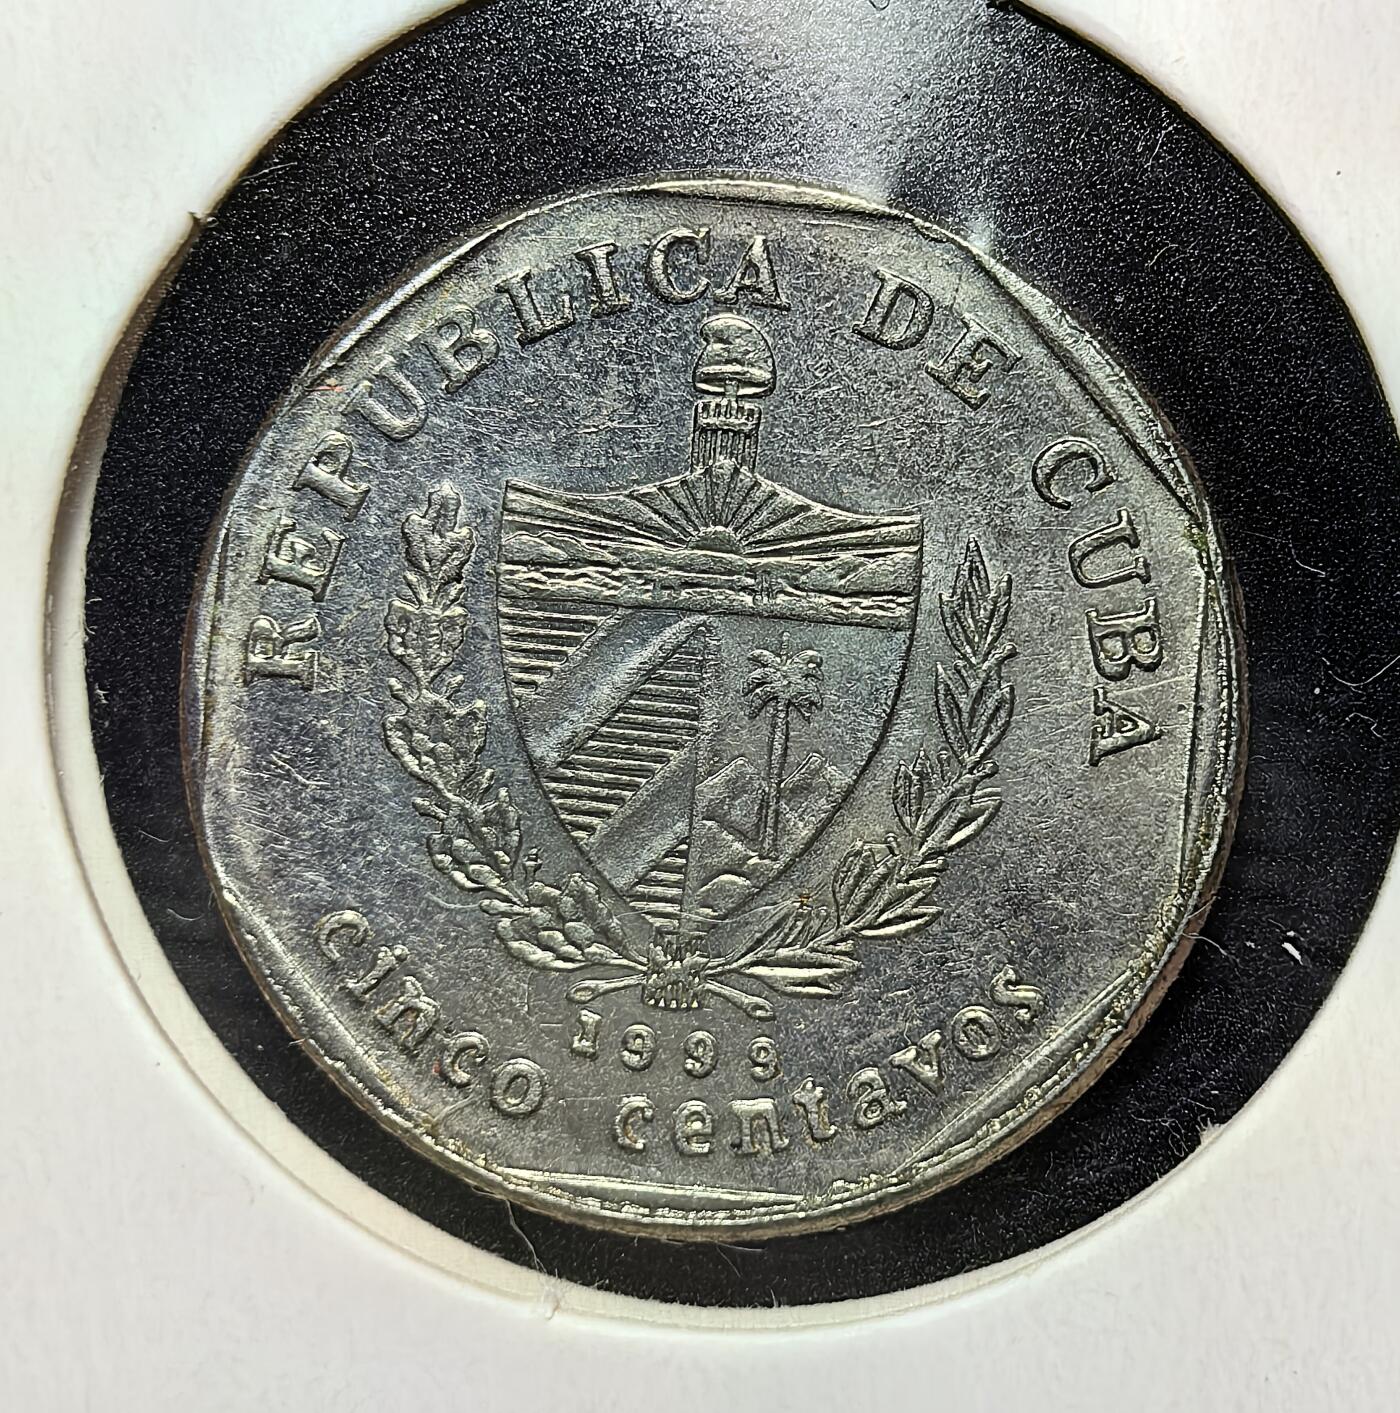 REPUBLICA DE CUBA
1999
cinco centavos